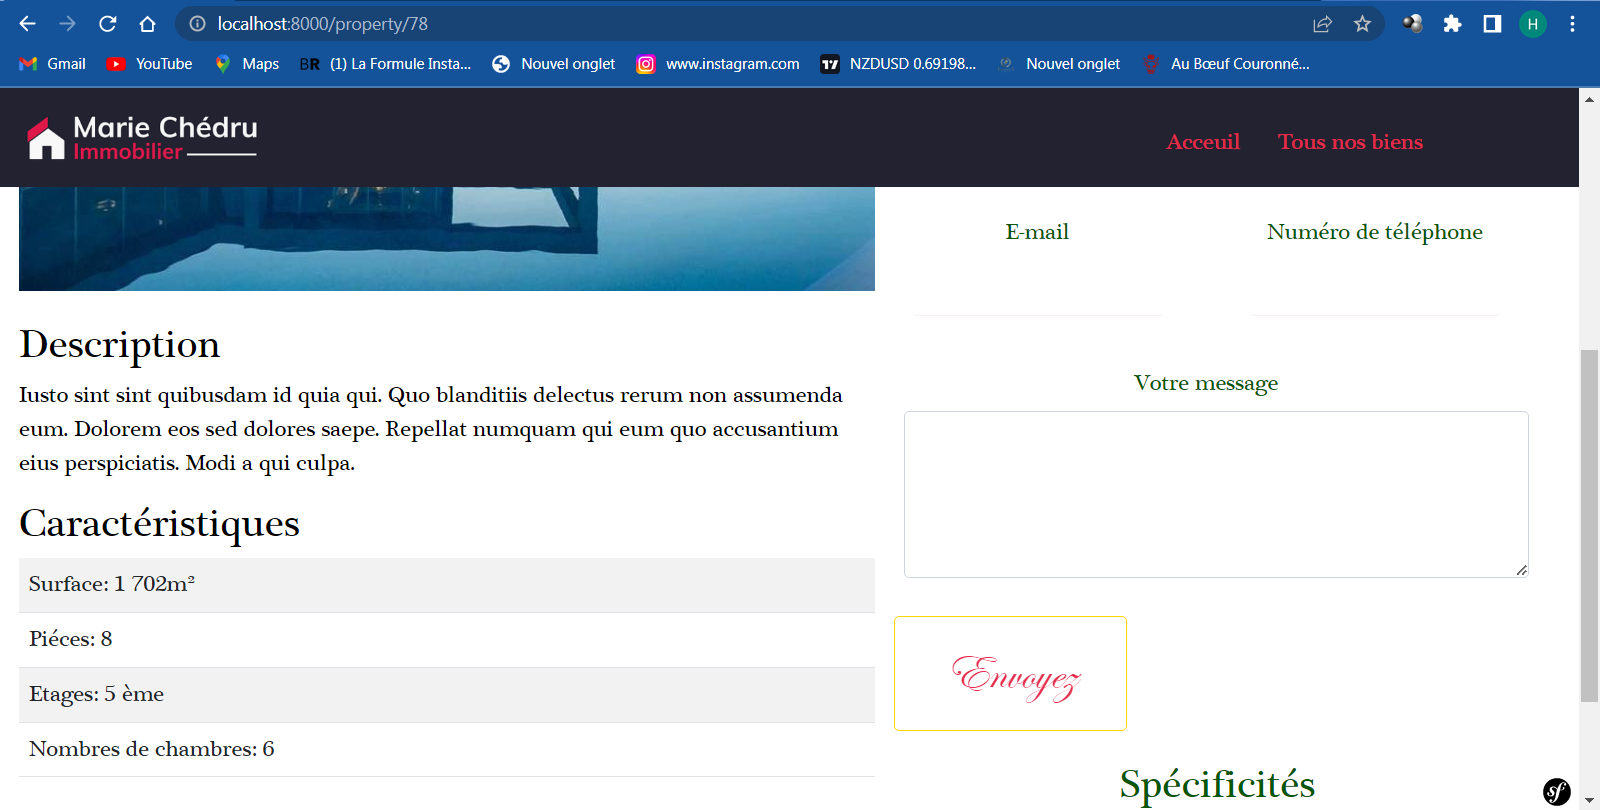 localhost:8000/property/78
H
Gmail
YouTube
Maps
BR (1) La Formule Insta...
Nouvel onglet
www.instagram.com
NZDUSD 0.69198...
Nouvel onglet
Au Bœuf Couronné...
Marie Chédru
Immobilier
Acceuil
Tous nos biens
E-mail
Numéro de téléphone
Description
Iusto sint sint quibusdam id quia qui. Quo blanditiis delectus rerum non assumenda
eum. Dolorem eos sed dolores saepe. Repellat numquam qui eum quo accusantium
eius perspiciatis. Modi a qui culpa.
Caractéristiques
Surface: 1 702m²
Piéces: 8
Etages: 5 ème
Nombres de chambres: 6
Votre message
Envoyez
Spécificités
sf